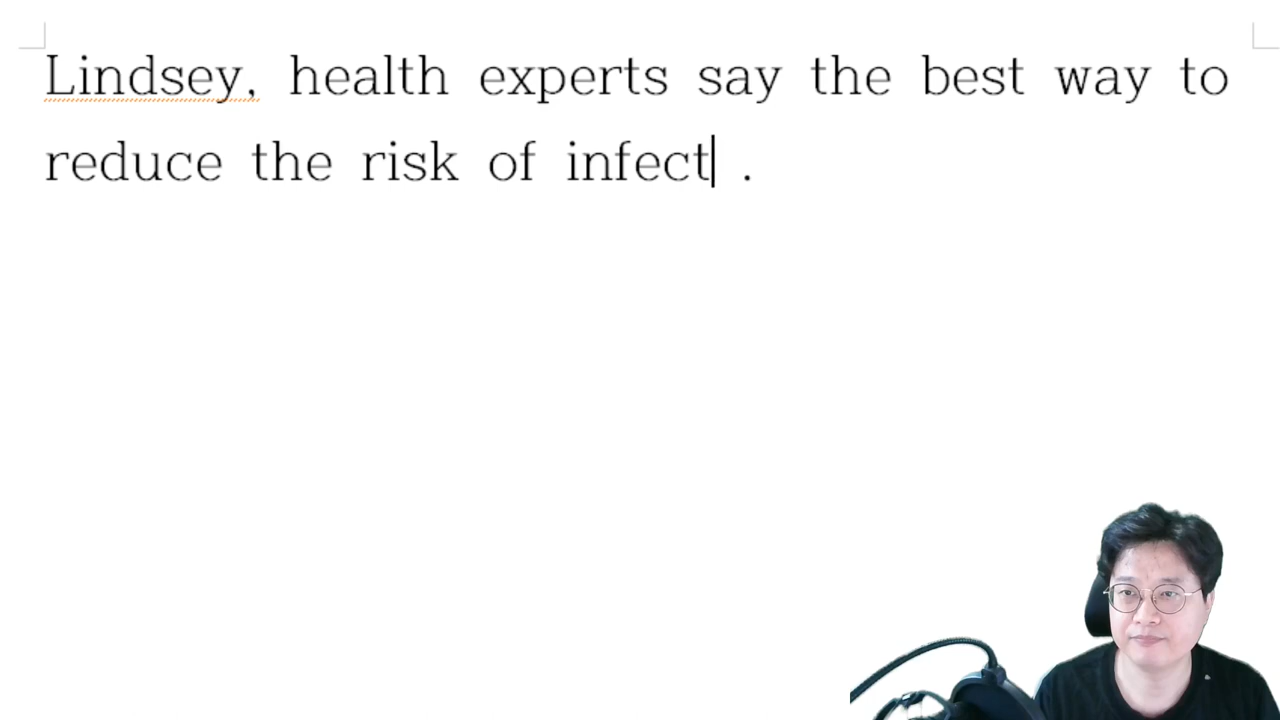 Lindsey, health experts say the best way to
reduce the risk of infect .